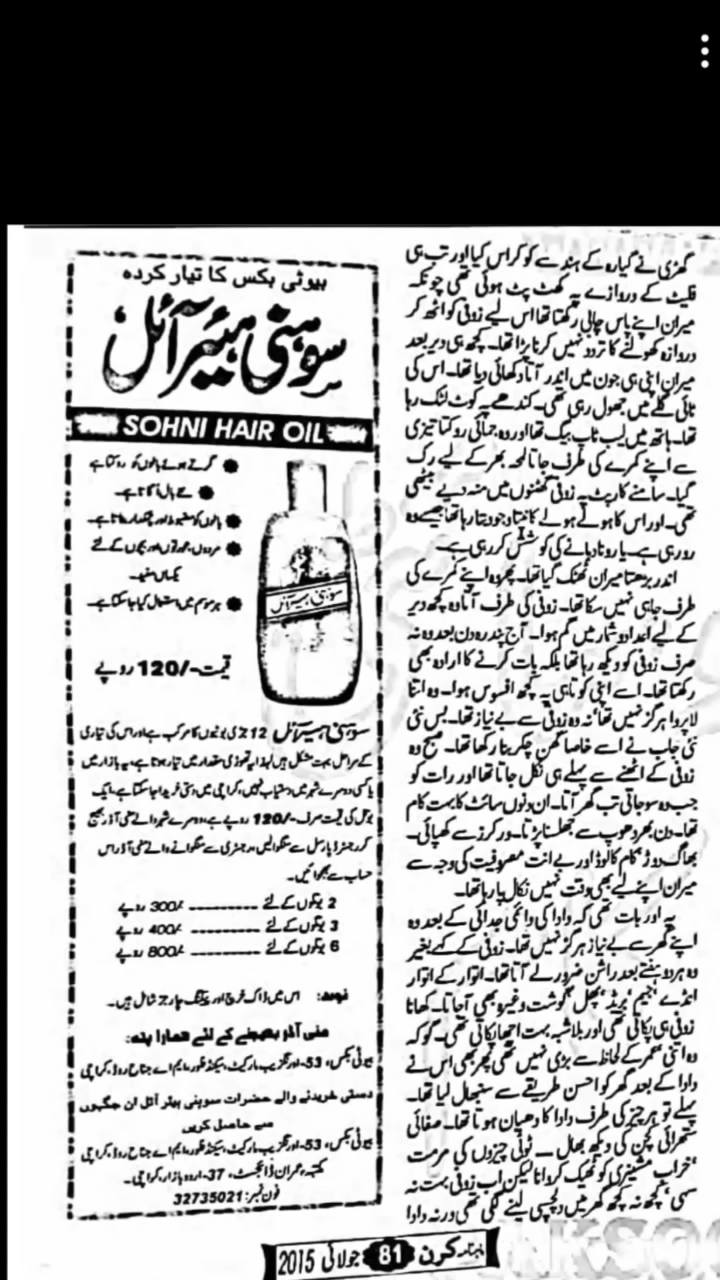 گھڑی نے گیارہ کے ہندسے کو کراس کیا اور تب ہی
فلیٹ کے دروازے پہ کھٹ پٹ ہوئی تھی چونکہ
میران اپنے پاس چابی رکھتا تھا اس لیے زونی کو اٹھ کر
دروازہ کھولنے کا تردد نہیں کرنا پڑا تھا۔ کچھ ہی دیر بعد
میران اپنی ہی جون میں اندر آتا دکھائی دیا تھا۔ اس کی
ٹائی گلے میں جھول رہی تھی۔ کندھے پہ کوٹ لٹک رہا
تھا۔ ہاتھ میں لیپ ٹاپ بیگ تھا اور وہ جمائی روکتا تیزی
سے اپنے کمرے کی طرف جاتا لمحہ بھر کے لیے رک
گیا۔ سامنے کارپٹ پہ زونی گھٹنوں میں منہ دیے بیٹھی
تھی۔ اور اس کا ہولے ہولے کانپتا وجود بتا رہا تھا جیسے وہ
رو رہی ہے۔ یا رونا دبانے کی کوشش کر رہی ہے۔
اندر بڑھتا میران ٹھٹک گیا تھا۔ پھر وہ اپنے کمرے کی
طرف جا ہی نہیں سکا تھا۔ زونی کی طرف آتا وہ کچھ دیر
کے لیے اعداد و شمار میں گم ہوا۔ آج پندرہ دن بعد وہ نہ
صرف زونی کو دیکھ رہا تھا بلکہ بات کرنے کا ارادہ بھی
رکھتا تھا۔ اسے اپنی کوتاہی پہ کچھ افسوس ہوا۔ وہ اتنا
لاپروا ہرگز نہیں تھا' نہ وہ زونی سے بے نیاز تھا۔ بس نئی
نئی جاب نے اسے خاصا گھن چکر بنا رکھا تھا۔ صبح وہ
زونی کے اٹھنے سے پہلے ہی نکل جاتا تھا اور رات کو
جب وہ سو جاتی تب گھر آتا۔ ان دنوں سائٹ کا بہت کام
تھا۔ دن بھر دھوپ سے جھلسنا پڑتا۔ ورکرز سے کھپائی۔
بھاگ دوڑ' کام کا لوڈ اور بے انت مصروفیت کی وجہ سے
میران اپنے لیے بھی وقت نہیں نکال پا رہا تھا۔
یہ اور بات تھی کہ دادا کی دائمی جدائی کے بعد وہ
اپنے گھر سے بے نیاز ہرگز نہیں تھا۔ زونی کے کہے بغیر
وہ ہر دو ہفتے بعد راشن ضرور لے آتا تھا۔ اتوار کے اتوار
انڈے' جیم' بریڈ' پھل' گوشت وغیرہ بھی آجاتا۔ کھانا
زونی ہی پکاتی تھی اور بلاشبہ بہت اچھا پکاتی تھی۔ گو کہ
وہ اتنی عمر کے لحاظ سے بڑی نہیں تھی پھر بھی اس نے
دادا کے بعد گھر کو احسن طریقے سے سنبھال لیا تھا۔
پہلے تو ہر چیز کی طرف دادا کا دھیان ہوتا تھا۔ صفائی
ستھرائی' کچن کی دیکھ بھال — ٹوٹی چیزوں کی مرمت
'خراب مشینری کو ٹھیک کروانا لیکن اب زونی بہت نہ
سہی' کچھ نہ کچھ گھر میں دلچسپی لینے لگی تھی ورنہ دادا
بیوٹی بکس کا تیار کردہ
سوہنی ہیئر آئل
SOHNI HAIR OIL
گرتے ہوئے بالوں کو روکتا ہے
نئے بال اگاتا ہے۔
بالوں کو مضبوط اور چمکدار بناتا ہے۔
مردوں، عورتوں اور بچوں کے لئے
یکساں مفید۔
ہر موسم میں استعمال کیا جا سکتا ہے۔
سوہنی ہیئر آئل
قیمت -/120 روپے
سوہنی ہیئر آئل 12 جڑی بوٹیوں کا مرکب ہے اور اس کی تیاری
کے مراحل بہت مشکل ہیں لہذا یہ تھوڑی مقدار میں تیار ہوتا ہے، یہ بازار میں
یا کسی دوسرے شہر میں دستیاب نہیں، کراچی میں دستی خریدا جا سکتا ہے، ایک
بوتل کی قیمت صرف -/120 روپے ہے، دوسرے شہر والے منی آڈر بھیج
کر رجسٹرڈ پارسل سے منگوالیں، رجسٹری سے منگوانے والے منی آڈر اس
حساب سے بھجوائیں۔
2 بوتلوں کے لئے ---------- -/300 روپے
3 بوتلوں کے لئے ---------- -/400 روپے
6 بوتلوں کے لئے ---------- -/800 روپے
نوٹ: اس میں ڈاک خرچ اور پیکنگ چارجز شامل ہیں۔
منی آڈر بھیجنے کے لئے ہمارا پتہ:
بیوٹی بکس، 53-اورنگزیب مارکیٹ، سیکنڈ فلور، ایم اے جناح روڈ، کراچی
دستی خریدنے والے حضرات سوہنی ہیئر آئل ان جگہوں
سے حاصل کریں
بیوٹی بکس، 53-اورنگزیب مارکیٹ، سیکنڈ فلور، ایم اے جناح روڈ، کراچی
مکتبہ عمران ڈائجسٹ، 37-اردو بازار، کراچی۔
فون نمبر: 32735021
ماہنامہ کرن 81 جولائی 2015